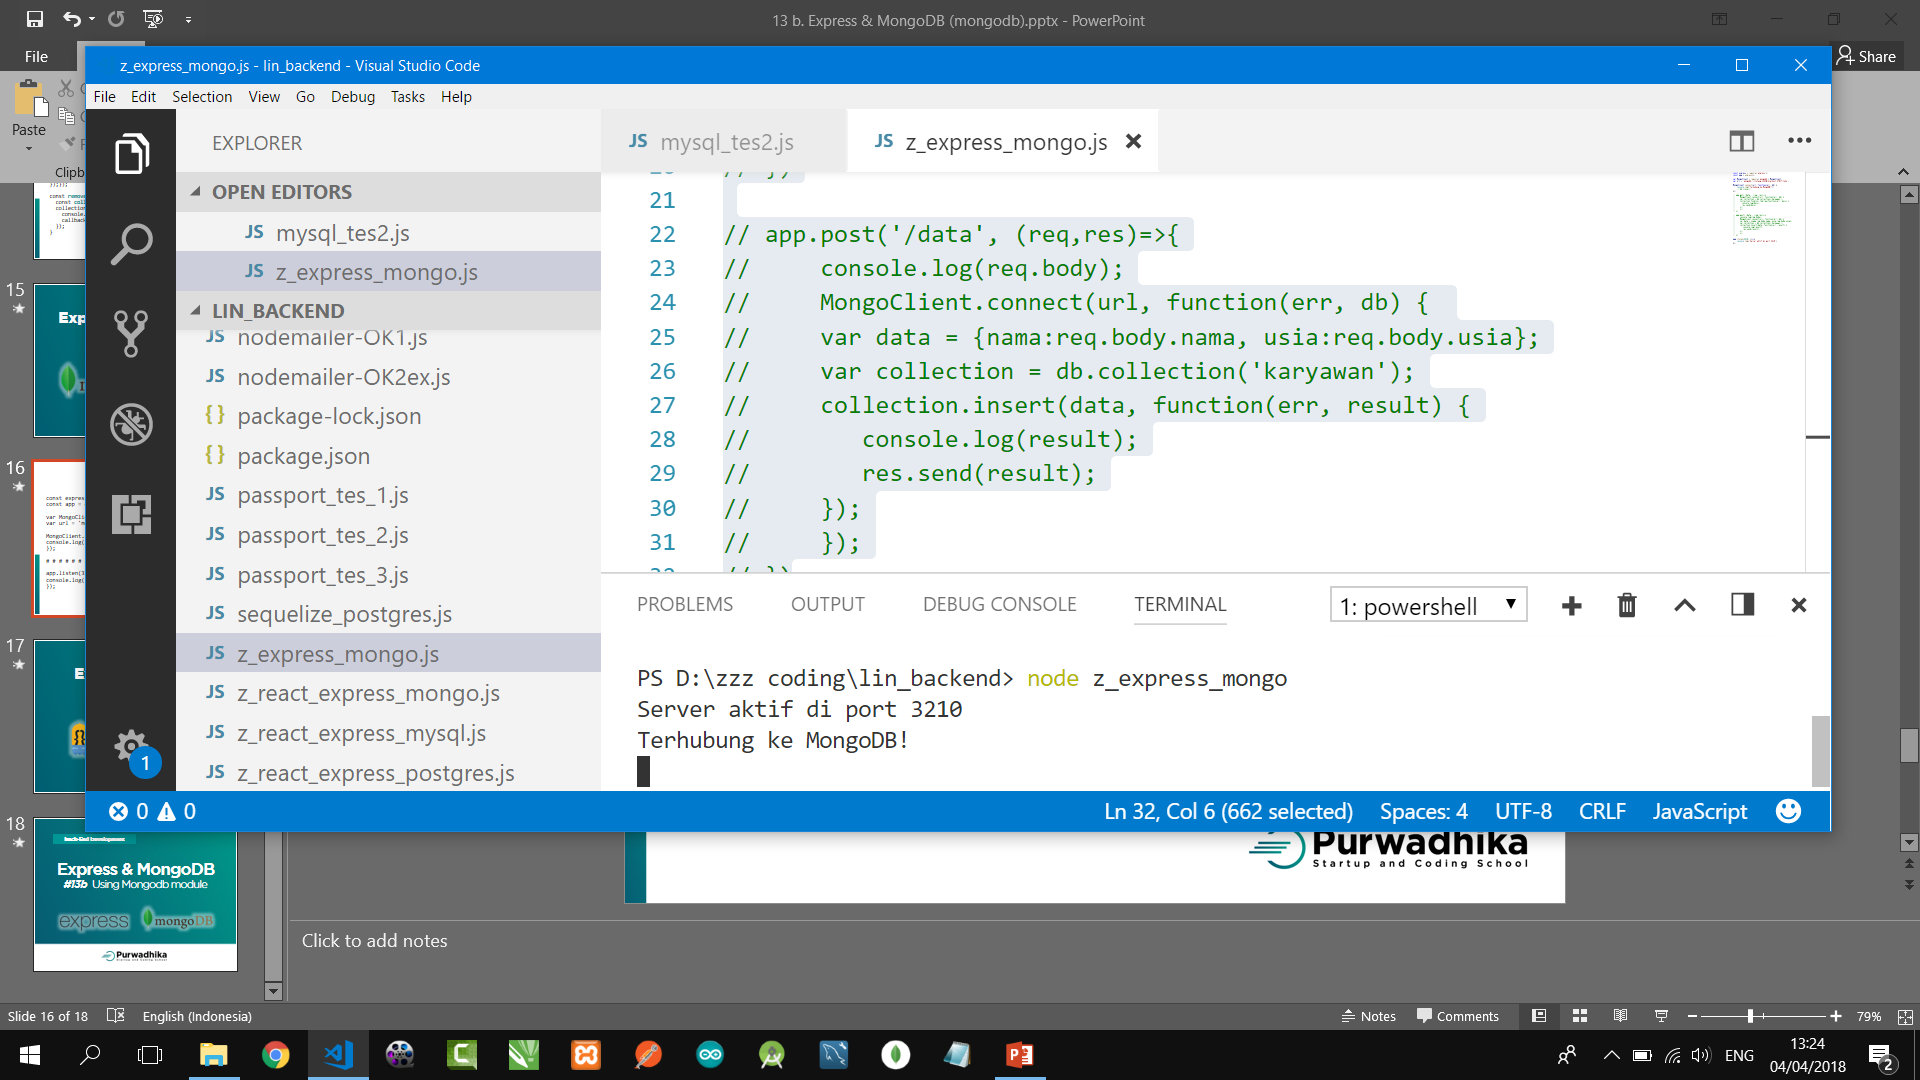 13 b. Express & MongoDB (mongodb).pptx - PowerPoint
File
Share
Paste
z_express_mongo.js - lin_backend - Visual Studio Code
File Edit Selection View Go Debug Tasks Help
EXPLORER
OPEN EDITORS
JS mysql_tes2.js
JS z_express_mongo.js
LIN_BACKEND
JS nodemailer-OK1.js
JS nodemailer-OK2ex.js
{} package-lock.json
{} package.json
JS passport_tes_1.js
JS passport_tes_2.js
JS passport_tes_3.js
JS sequelize_postgres.js
JS z_express_mongo.js
JS z_react_express_mongo.js
JS z_react_express_mysql.js
JS z_react_express_postgres.js
1
JS mysql_tes2.js
JS z_express_mongo.js
21
22 // app.post('/data', (req,res)=>{
23 // console.log(req.body);
24 // MongoClient.connect(url, function(err, db) {
25 // var data = {nama:req.body.nama, usia:req.body.usia};
26 // var collection = db.collection('karyawan');
27 // collection.insert(data, function(err, result) {
28 // console.log(result);
29 // res.send(result);
30 // });
31 // });
PROBLEMS OUTPUT DEBUG CONSOLE TERMINAL 1: powershell
PS D:\zzz coding\lin_backend> node z_express_mongo
Server aktif di port 3210
Terhubung ke MongoDB!
0 0 Ln 32, Col 6 (662 selected) Spaces: 4 UTF-8 CRLF JavaScript
15
16
17
18
Express & MongoDB
#13b Using Mongodb module
express mongoDB
Purwadhika
Purwadhika
Startup and Coding School
Click to add notes
Slide 16 of 18 English (Indonesia) Notes Comments 79%
ENG
13:24
04/04/2018
2